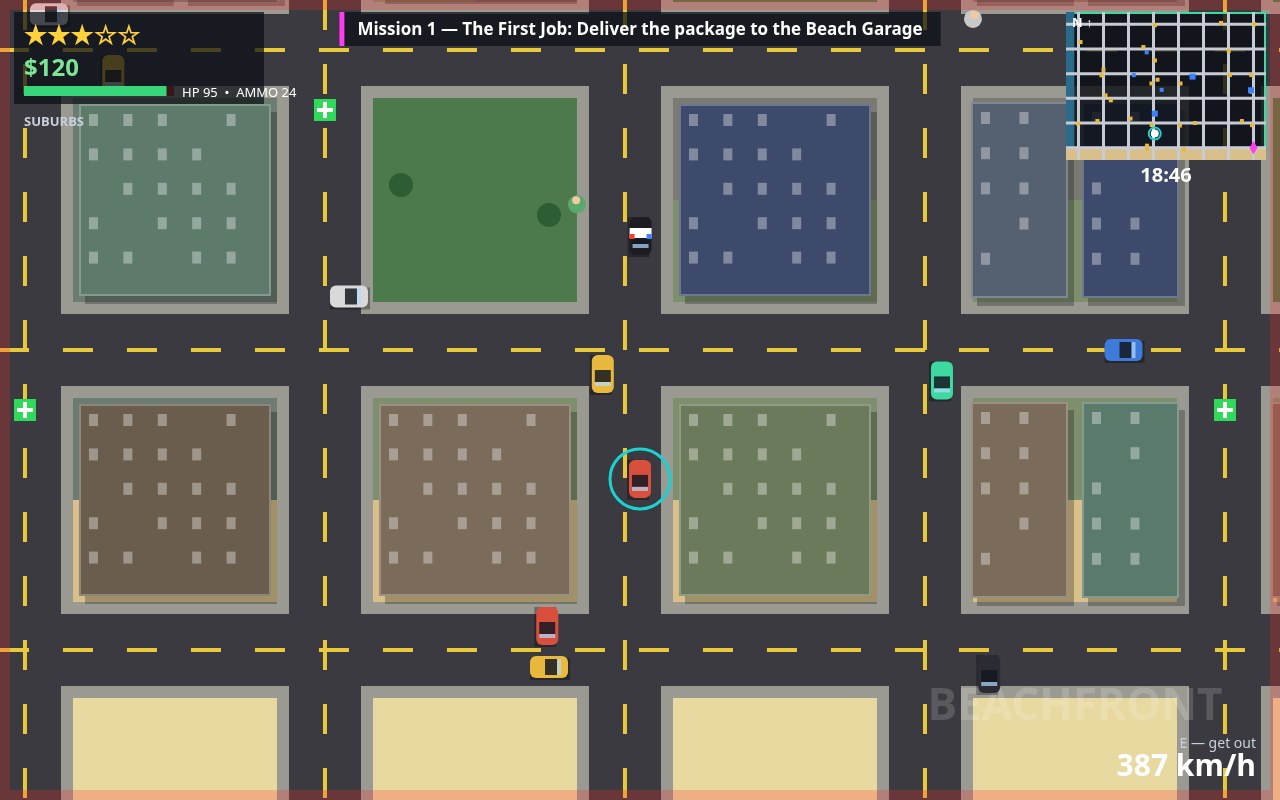 ★★★☆☆
$120
HP 95 • AMMO 24
SUBURBS
Mission 1 — The First Job: Deliver the package to the Beach Garage
N ↑
18:46
BEACHFRONT
E — get out
387 km/h